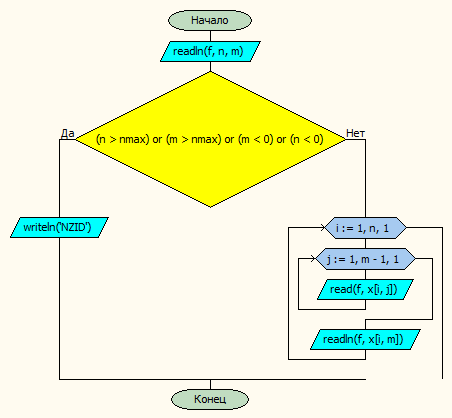 Начало
readln(f, n, m)
Да
(n > nmax) or (m > nmax) or (m < 0) or (n < 0)
Нет
writeln('NZID')
i := 1, n, 1
j := 1, m - 1, 1
read(f, x[i, j])
readln(f, x[i, m])
Конец